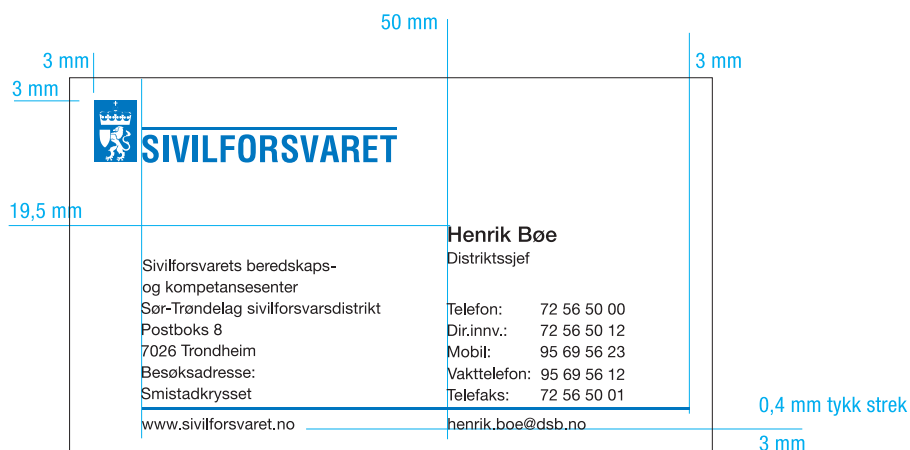 50 mm
3 mm
3 mm
3 mm
SIVILFORSVARET
19,5 mm
Henrik Bøe
Distriktssjef
Sivilforsvarets beredskaps-
og kompetansesenter
Sør-Trøndelag sivilforsvarsdistrikt
Postboks 8
7026 Trondheim
Besøksadresse:
Smistadkrysset
Telefon: 72 56 50 00
Dir.innv.: 72 56 50 12
Mobil: 95 69 56 23
Vakttelefon: 95 69 56 12
Telefaks: 72 56 50 01
0,4 mm tykk strek
www.sivilforsvaret.no
henrik.boe@dsb.no
3 mm